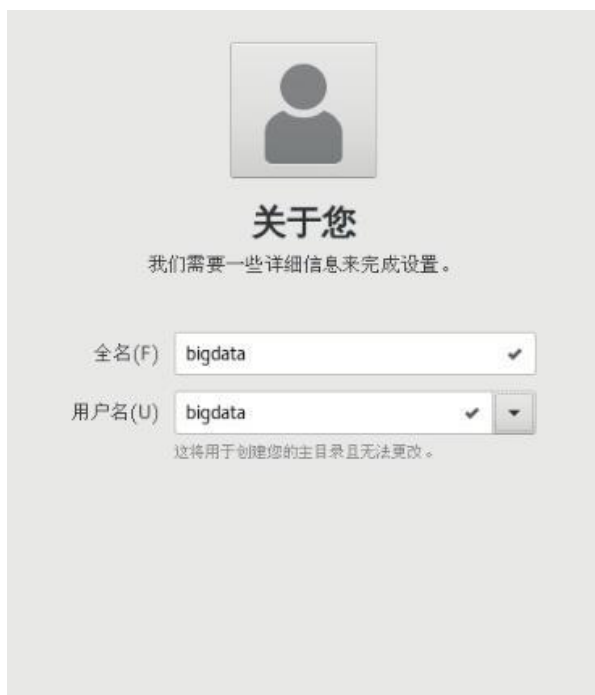 关于您
我们需要一些详细信息来完成设置。
全名(F) bigdata
用户名(U) bigdata
这将用于创建您的主目录且无法更改。